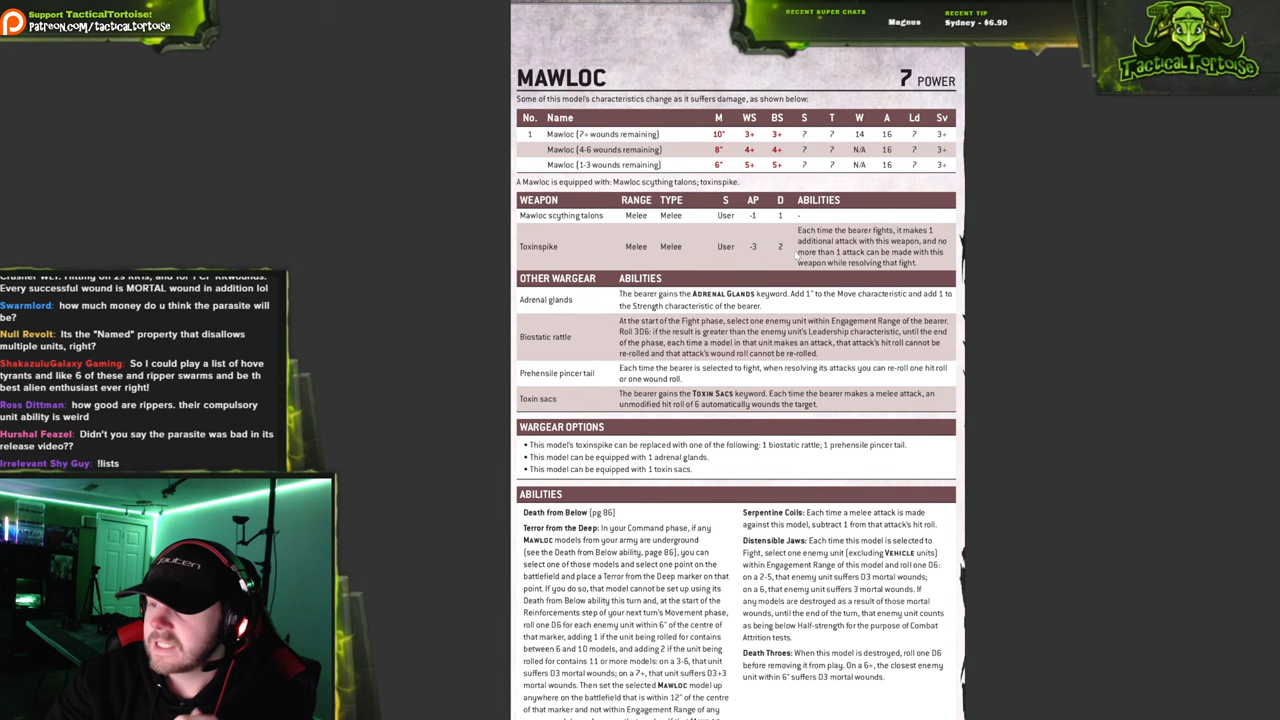 Support TacticalTortoise!
patreon.com/tacticaltortoise
RECENT SUPER CHATS
Magnus
RECENT TIP
Sydney - $6.90
TACTICALTORTOISE
MAWLOC
7 POWER
Some of this model's characteristics change as it suffers damage, as shown below:
No. Name M WS BS S T W A Ld Sv
1 Mawloc (7+ wounds remaining) 10" 3+ 3+ 7 7 14 16 7 3+
Mawloc (4-6 wounds remaining) 8" 4+ 4+ 7 7 N/A 16 7 3+
Mawloc (1-3 wounds remaining) 6" 5+ 5+ 7 7 N/A 16 7 3+
A Mawloc is equipped with: Mawloc scything talons; toxinspike.
WEAPON RANGE TYPE S AP D ABILITIES
Mawloc scything talons Melee Melee User -1 1 -
Toxinspike Melee Melee User -3 2
Each time the bearer fights, it makes 1
additional attack with this weapon, and no
more than 1 attack can be made with this
weapon while resolving that fight.
OTHER WARGEAR ABILITIES
Adrenal glands
The bearer gains the ADRENAL GLANDS keyword. Add 1" to the Move characteristic and add 1 to
the Strength characteristic of the bearer.
Biostatic rattle
At the start of the Fight phase, select one enemy unit within Engagement Range of the bearer.
Roll 3D6: if the result is greater than the enemy unit's Leadership characteristic, until the end
of the phase, each time a model in that unit makes an attack, that attack's hit roll cannot be
re-rolled and that attack's wound roll cannot be re-rolled.
Prehensile pincer tail
Each time the bearer is selected to fight, when resolving its attacks you can re-roll one hit roll
or one wound roll.
Toxin sacs
The bearer gains the TOXIN SACS keyword. Each time the bearer makes a melee attack, an
unmodified hit roll of 6 automatically wounds the target.
WARGEAR OPTIONS
• This model's toxinspike can be replaced with one of the following: 1 biostatic rattle; 1 prehensile pincer tail.
• This model can be equipped with 1 adrenal glands.
• This model can be equipped with 1 toxin sacs.
ABILITIES
Death from Below (pg 86)
Terror from the Deep: In your Command phase, if any
MAWLOC models from your army are underground
(see the Death from Below ability, page 86), you can
select one of those models and select one point on the
battlefield and place a Terror from the Deep marker on that
point. If you do so, that model cannot be set up using its
Death from Below ability this turn and, at the start of the
Reinforcements step of your next turn's Movement phase,
roll one D6 for each enemy unit within 6" of the centre of
that marker, adding 1 if the unit being rolled for contains
between 6 and 10 models, and adding 2 if the unit being
rolled for contains 11 or more models: on a 3-6, that unit
suffers D3 mortal wounds; on a 7+, that unit suffers D3+3
mortal wounds. Then set the selected MAWLOC model up
anywhere on the battlefield that is within 12" of the centre
of that marker and not within Engagement Range of any
Serpentine Coils: Each time a melee attack is made
against this model, subtract 1 from that attack's hit roll.
Distensible Jaws: Each time this model is selected to
Fight, select one enemy unit (excluding VEHICLE units)
within Engagement Range of this model and roll one D6:
on a 2-5, that enemy unit suffers D3 mortal wounds;
on a 6, that enemy unit suffers 3 mortal wounds. If
any models are destroyed as a result of those mortal
wounds, until the end of the turn, that enemy unit counts
as being below Half-strength for the purpose of Combat
Attrition tests.
Death Throes: When this model is destroyed, roll one D6
before removing it from play. On a 6+, the closest enemy
unit within 6" suffers D3 mortal wounds.
Every successful wound is MORTAL wound in addition lol
Swarmlord: how much money do u think the parasite will
be?
Null Revolt: Its the "Named" property that disallows
multiple units, right?
ShakazuluGalaxy Gaming: So I could play a list of hove
tyrants and like 6 of these and ripper swarms and be th
best alien enthusiast ever right!
Ross Dittman: how good are rippers. their compulsory
unit ability is weird
Hurshal Feazel: Didn't you say the parasite was bad in its
release video??
Irrelevant Shy Guy: !lists